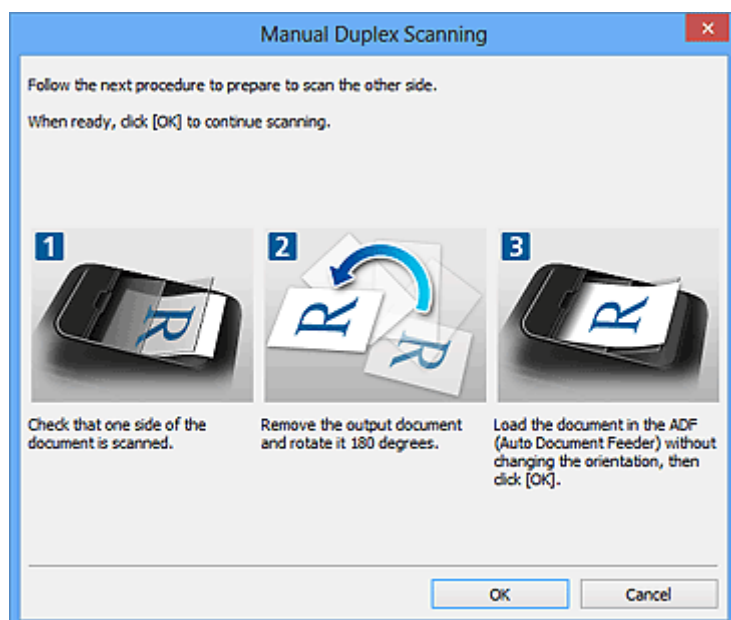 Manual Duplex Scanning
Follow the next procedure to prepare to scan the other side.
When ready, click [OK] to continue scanning.
1
R
2
R
R
3
R
Check that one side of the
document is scanned.
Remove the output document
and rotate it 180 degrees.
Load the document in the ADF
(Auto Document Feeder) without
changing the orientation, then
click [OK].
OK
Cancel